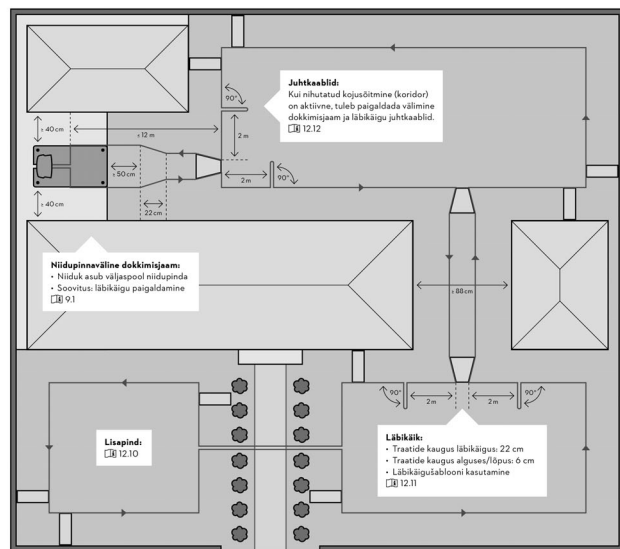 Juhtkaablid:
Kui nihutatud kojusõitmine (koridor)
on aktiivne, tuleb paigaldada välimine
dokkimisjaam ja läbikäigu juhtkaablid.
12.12
90°
± 40 cm
≤ 12 m
2 m
≥ 50 cm
22 cm
2 m
90°
± 40 cm
Niidupinnaväline dokkimisjaam:
• Niiduk asub väljaspool niidupinda
• Soovitus: läbikäigu paigaldamine
9.1
≥ 88 cm
90°
2 m
2 m
90°
Lisapind:
12.10
Läbikäik:
• Traatide kaugus läbikäigus: 22 cm
• Traatide kaugus alguses/lõpus: 6 cm
• Läbikäigušablooni kasutamine
12.11